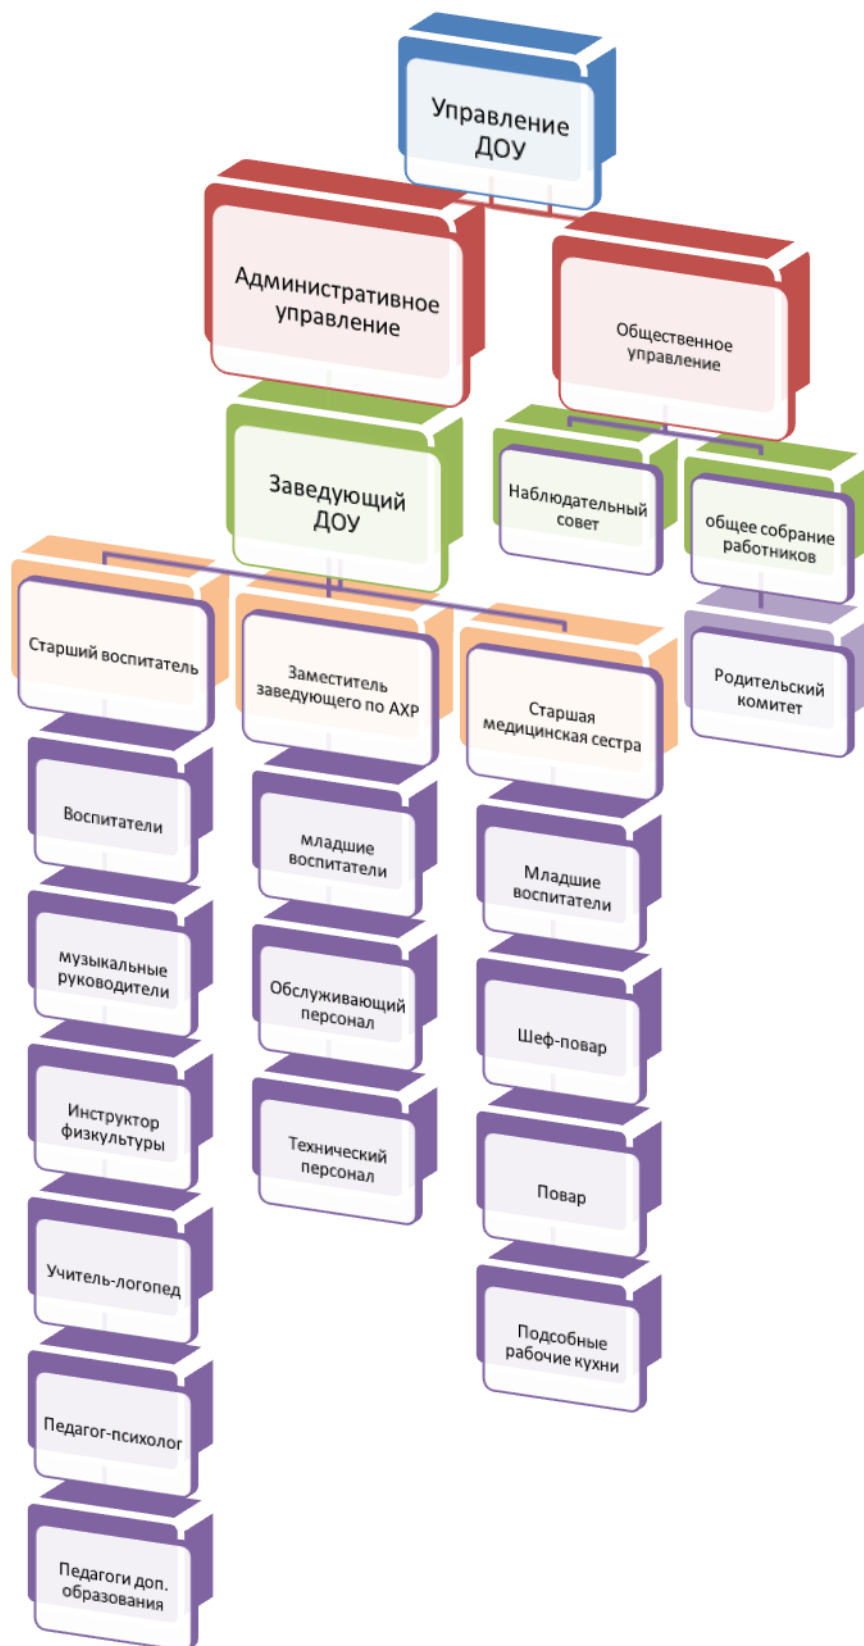 Управление
ДОУ
Административное
управление
Общественное
управление
Заведующий
ДОУ
Наблюдательный
совет
общее собрание
работников
Родительский
комитет
Старший воспитатель
Заместитель
заведующего по АХР
Старшая
медицинская сестра
Воспитатели
музыкальные
руководители
Инструктор
физкультуры
Учитель-логопед
Педагог-психолог
Педагоги доп.
образования
младшие
воспитатели
Обслуживающий
персонал
Технический
персонал
Младшие
воспитатели
Шеф-повар
Повар
Подсобные
рабочие кухни